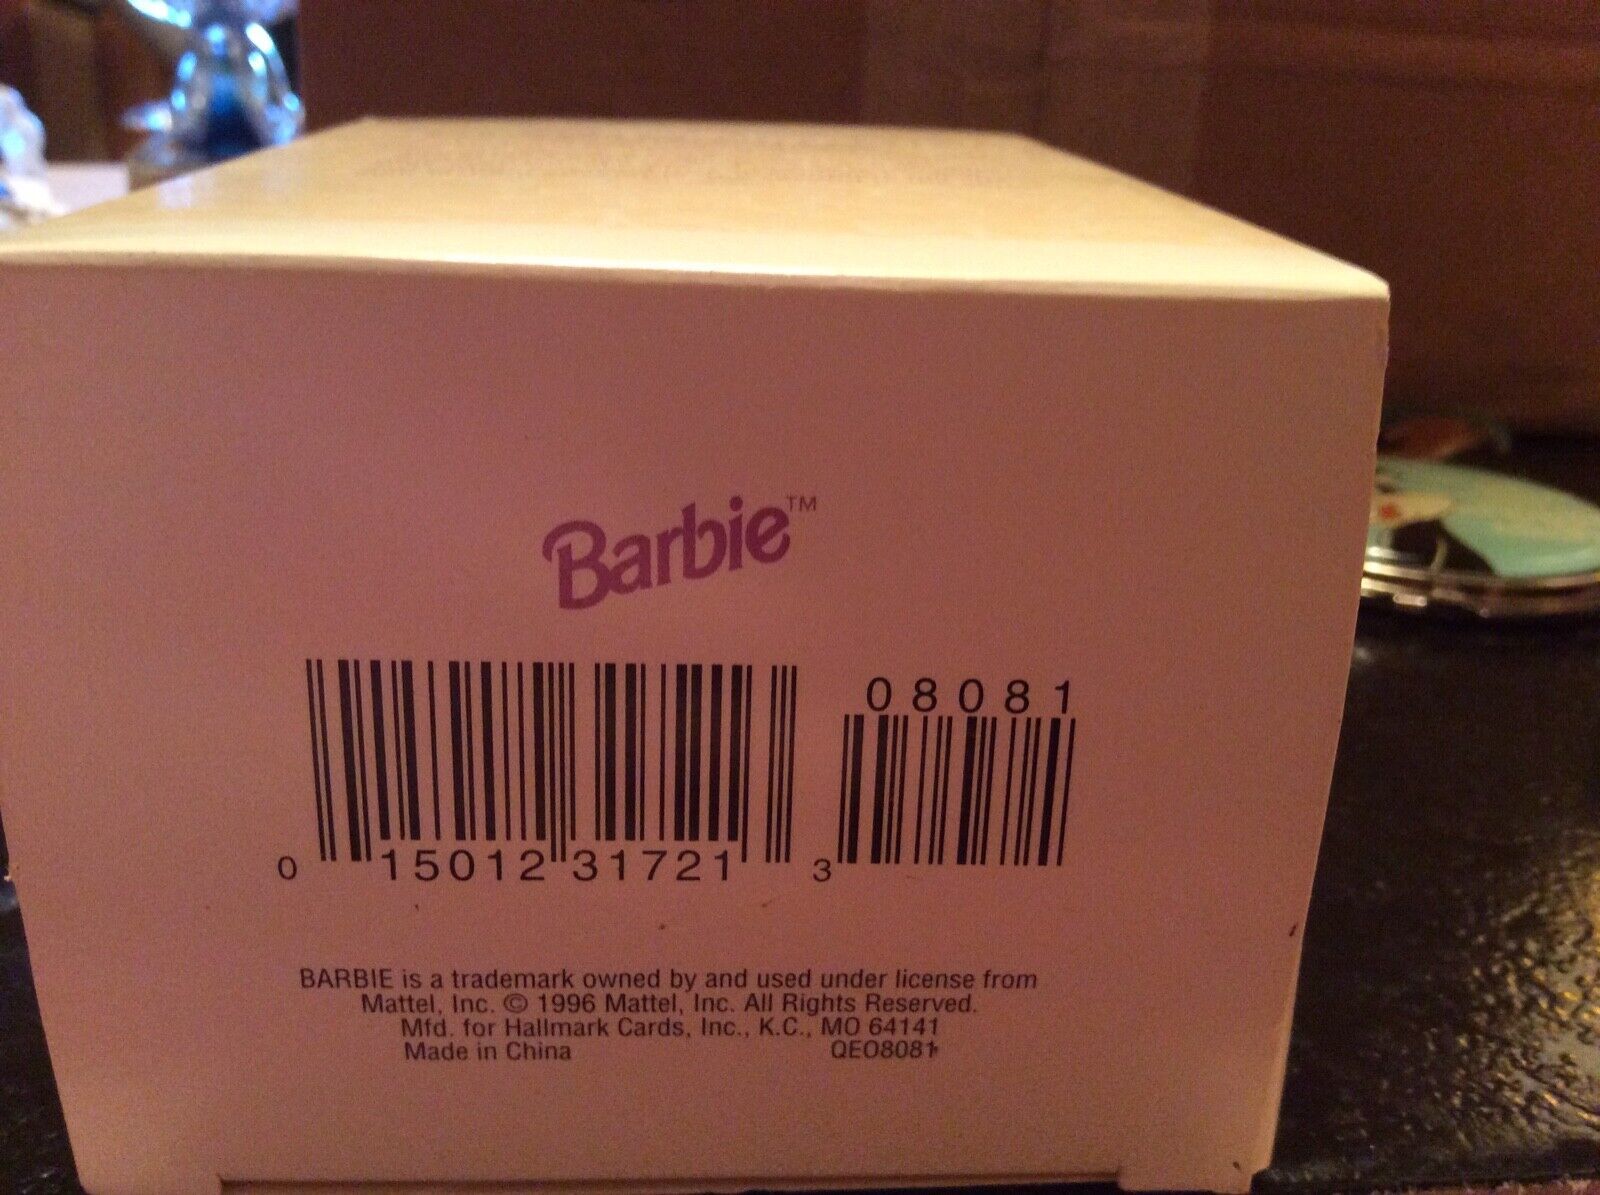 Barbie™
08081
0 15012 31721 3
BARBIE is a trademark owned by and used under license from
Mattel, Inc. © 1996 Mattel, Inc. All Rights Reserved.
Mfd. for Hallmark Cards, Inc., K.C., MO 64141
Made in China QEO8081